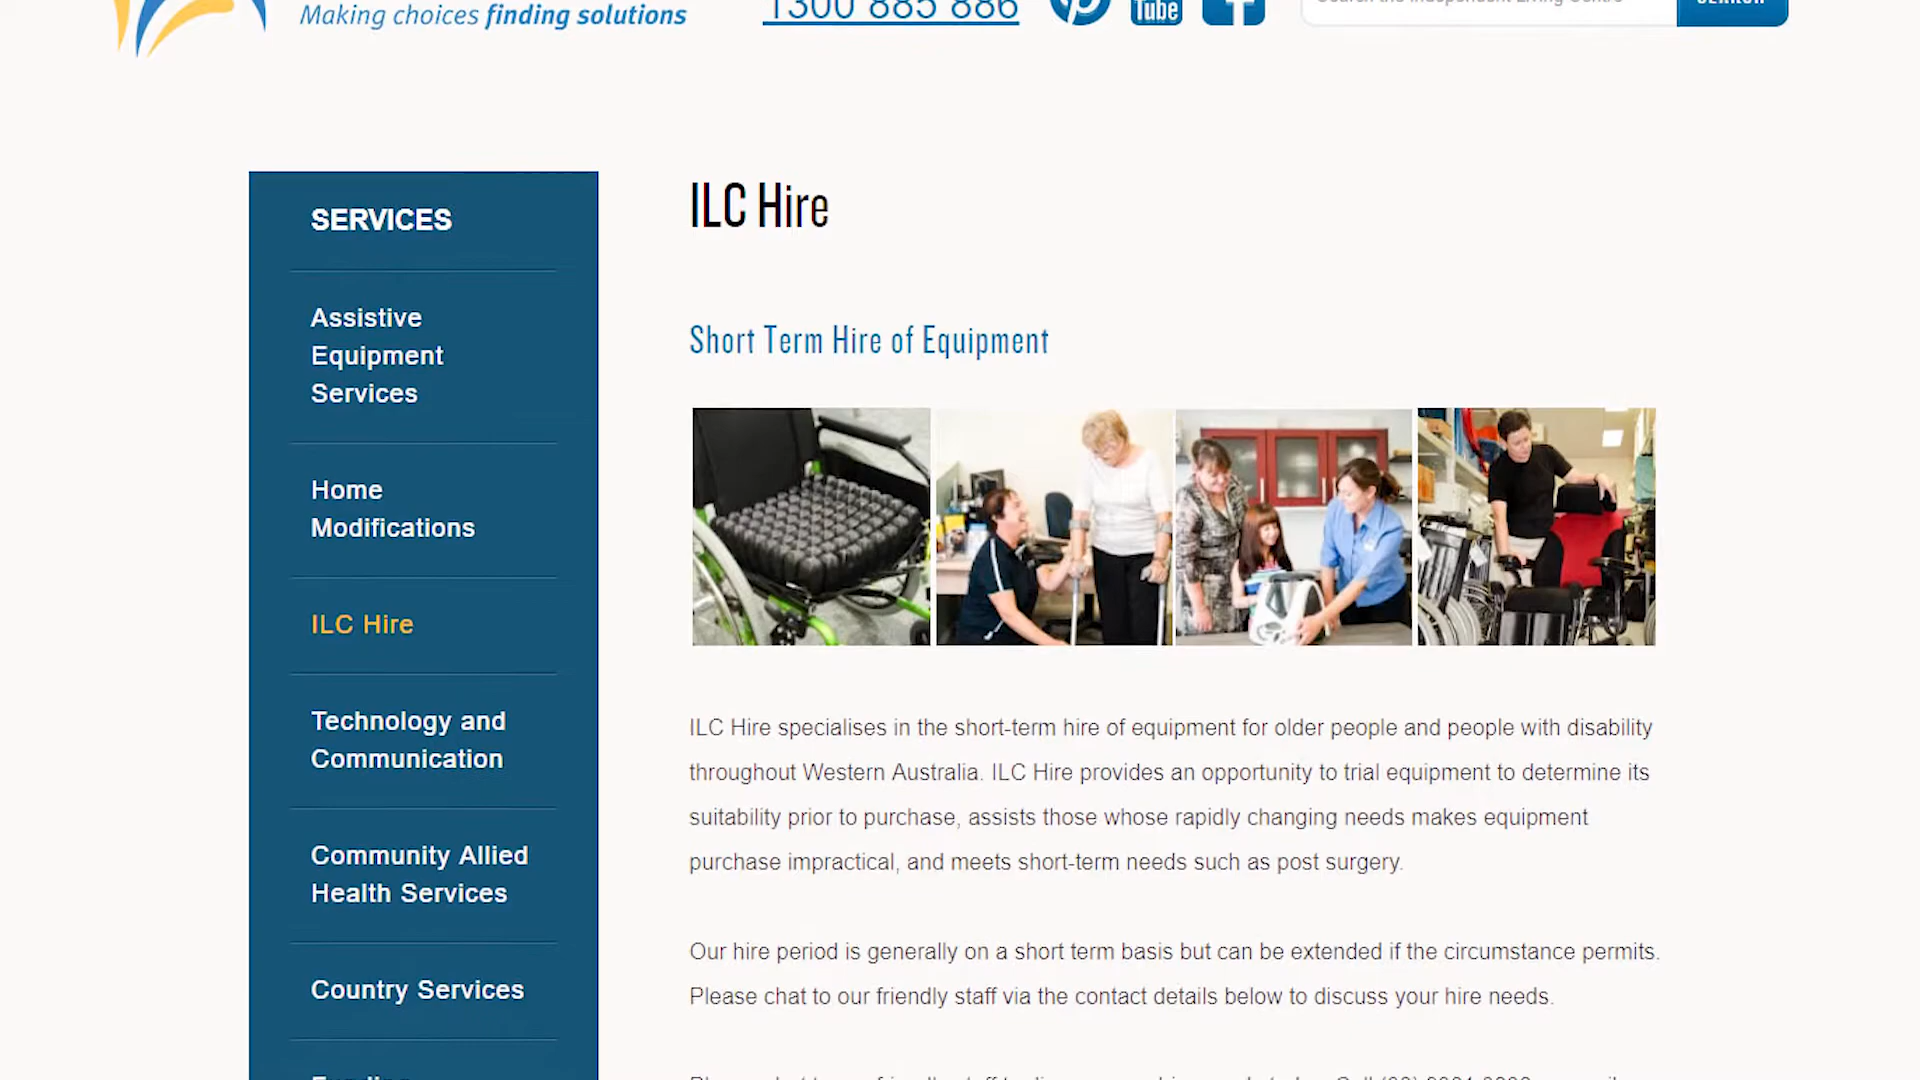 Making choices finding solutions
1300 885 886
Tube
SERVICES
Assistive
Equipment
Services
Home
Modifications
ILC Hire
Technology and
Communication
Community Allied
Health Services
Country Services
ILC Hire
Short Term Hire of Equipment
ILC Hire specialises in the short-term hire of equipment for older people and people with disability
throughout Western Australia. ILC Hire provides an opportunity to trial equipment to determine its
suitability prior to purchase, assists those whose rapidly changing needs makes equipment
purchase impractical, and meets short-term needs such as post surgery.
Our hire period is generally on a short term basis but can be extended if the circumstance permits.
Please chat to our friendly staff via the contact details below to discuss your hire needs.